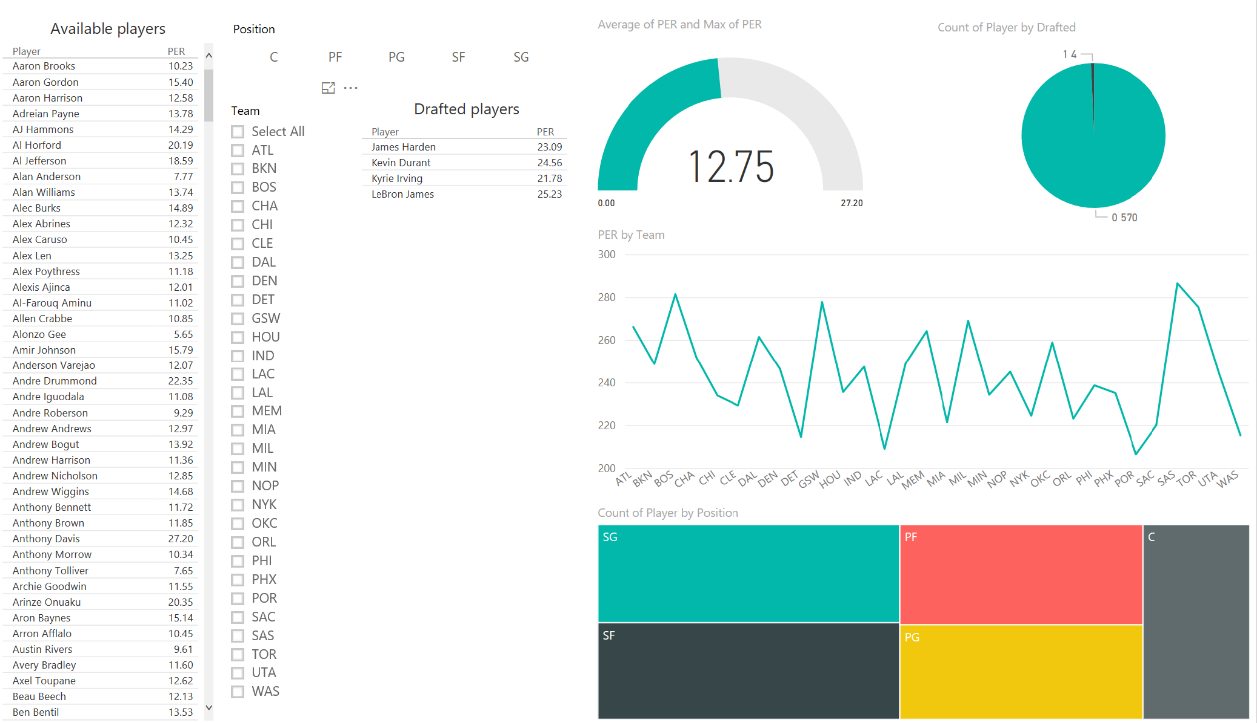 Available players
Player PER
Aaron Brooks 10.23
Aaron Gordon 15.40
Aaron Harrison 12.58
Adreian Payne 13.78
AJ Hammons 14.29
Al Horford 20.19
Al Jefferson 18.59
Alan Anderson 7.77
Alan Williams 13.74
Alec Burks 14.89
Alex Abrines 12.32
Alex Caruso 10.45
Alex Len 13.25
Alex Poythress 11.18
Alexis Ajinca 12.01
Al-Farouq Aminu 11.02
Allen Crabbe 10.85
Alonzo Gee 5.65
Amir Johnson 15.79
Anderson Varejao 12.07
Andre Drummond 22.35
Andre Iguodala 11.08
Andre Roberson 9.29
Andrew Andrews 12.97
Andrew Bogut 13.92
Andrew Harrison 11.36
Andrew Nicholson 12.85
Andrew Wiggins 14.68
Anthony Bennett 11.72
Anthony Brown 11.85
Anthony Davis 27.20
Anthony Morrow 10.34
Anthony Tolliver 7.65
Archie Goodwin 11.55
Arinze Onuaku 20.35
Aron Baynes 15.14
Arron Afflalo 10.45
Austin Rivers 9.61
Avery Bradley 11.60
Axel Toupane 12.62
Beau Beech 12.13
Ben Bentil 13.53
Position
C PF PG SF SG
Team
Select All
ATL
BKN
BOS
CHA
CHI
CLE
DAL
DEN
DET
GSW
HOU
IND
LAC
LAL
MEM
MIA
MIL
MIN
NOP
NYK
OKC
ORL
PHI
PHX
POR
SAC
SAS
TOR
UTA
WAS
Drafted players
Player PER
James Harden 23.09
Kevin Durant 24.56
Kyrie Irving 21.78
LeBron James 25.23
Average of PER and Max of PER
12.75
0.00 27.20
Count of Player by Drafted
1 4
0 570
PER by Team
300
280
260
240
220
200
ATL BKN BOS CHA CHI CLE DAL DEN DET GSW HOU IND LAC LAL MEM MIA MIL MIN NOP NYK OKC ORL PHI PHX POR SAC SAS TOR UTA WAS
Count of Player by Position
SG PF C
SF PG